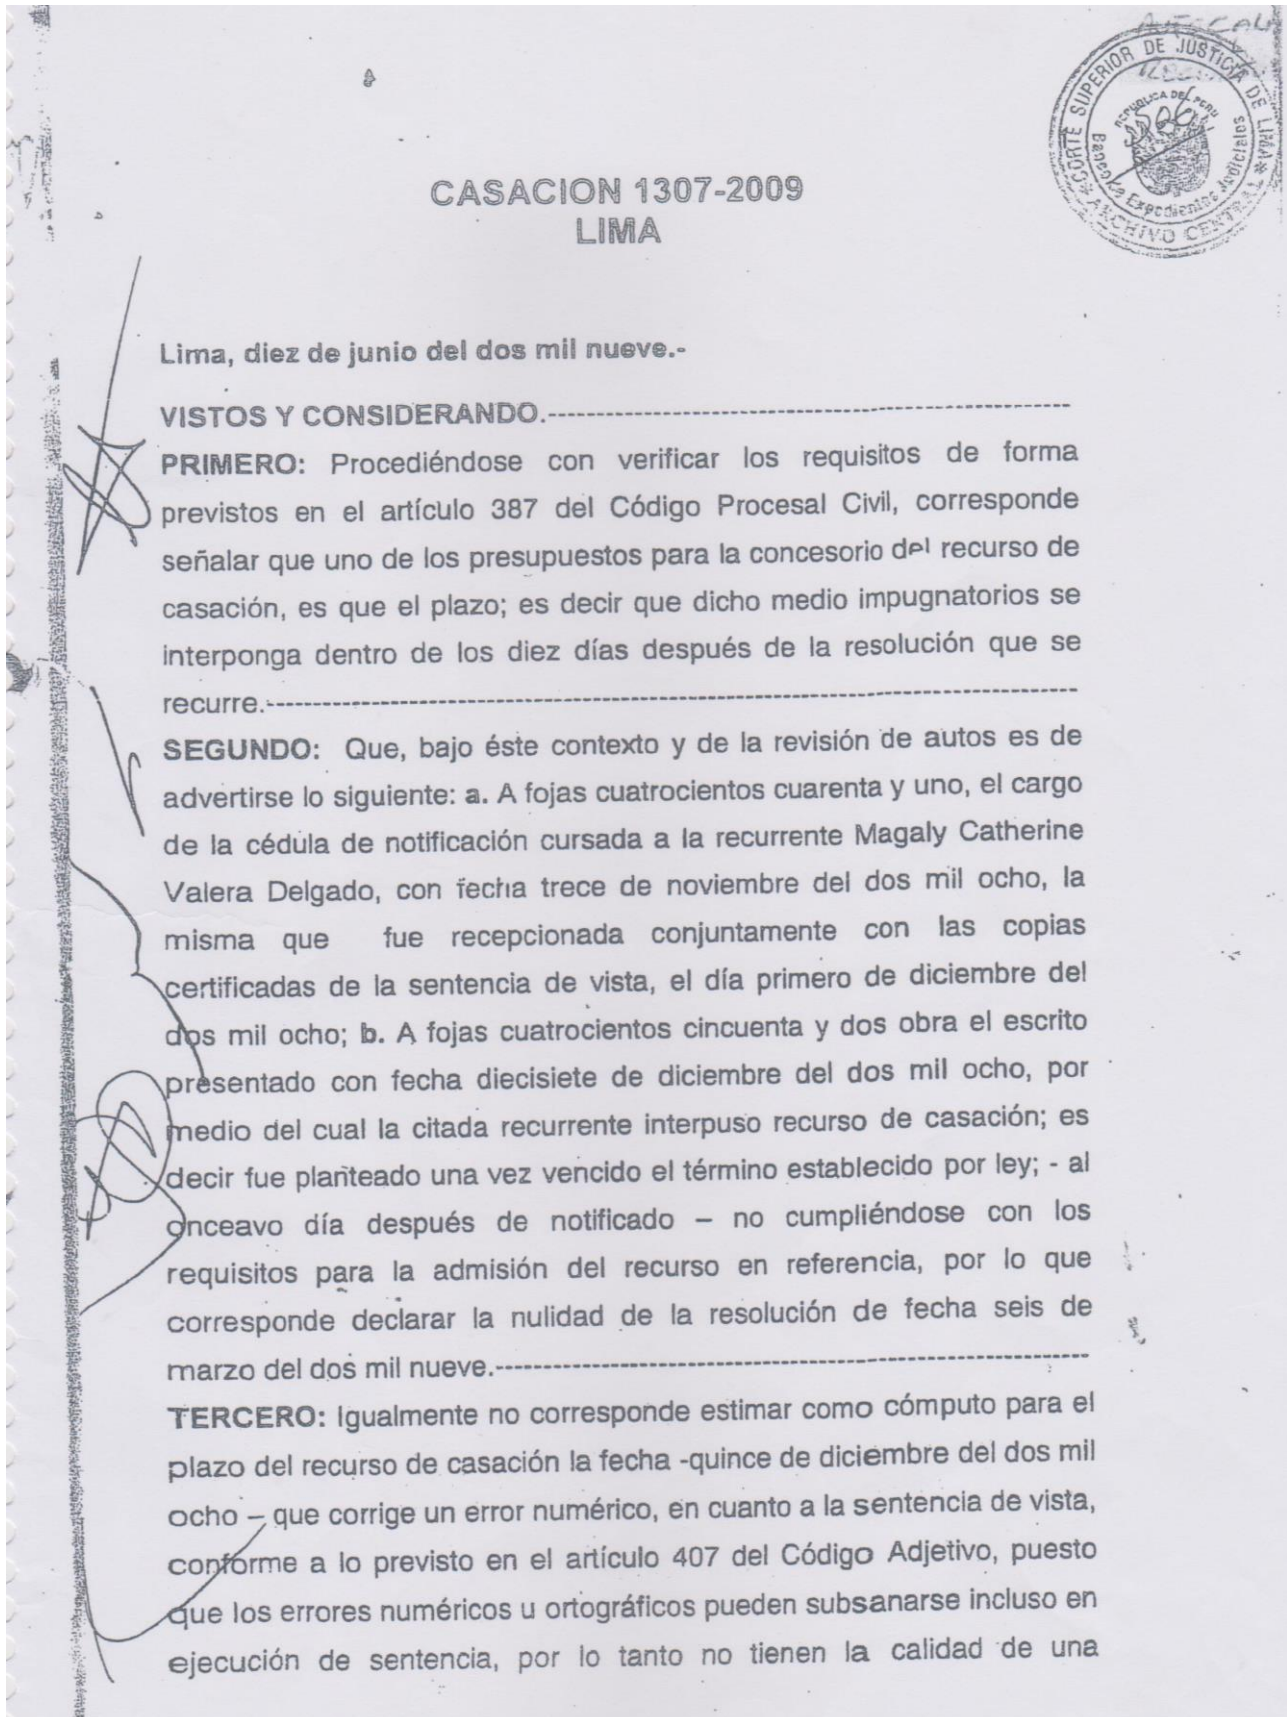 CORTE SUPERIOR DE JUSTICIA DE LIMA
REPUBLICA DEL PERU
Expedientes Judiciales
ARCHIVO CENTRAL
CASACION 1307-2009
LIMA
Lima, diez de junio del dos mil nueve.-
VISTOS Y CONSIDERANDO.-
PRIMERO: Procediéndose con verificar los requisitos de forma
previstos en el artículo 387 del Código Procesal Civil, corresponde
señalar que uno de los presupuestos para la concesorio del recurso de
casación, es que el plazo; es decir que dicho medio impugnatorios se
interponga dentro de los diez días después de la resolución que se
recurre.-
SEGUNDO: Que, bajo éste contexto y de la revisión de autos es de
advertirse lo siguiente: a. A fojas cuatrocientos cuarenta y uno, el cargo
de la cédula de notificación cursada a la recurrente Magaly Catherine
Valera Delgado, con fecha trece de noviembre del dos mil ocho, la
misma que fue recepcionada conjuntamente con las copias
certificadas de la sentencia de vista, el día primero de diciembre del
dos mil ocho; b. A fojas cuatrocientos cincuenta y dos obra el escrito
presentado con fecha diecisiete de diciembre del dos mil ocho, por
medio del cual la citada recurrente interpuso recurso de casación; es
decir fue planteado una vez vencido el término establecido por ley; - al
onceavo día después de notificado – no cumpliéndose con los
requisitos para la admisión del recurso en referencia, por lo que
corresponde declarar la nulidad de la resolución de fecha seis de
marzo del dos mil nueve.-
TERCERO: Igualmente no corresponde estimar como cómputo para el
plazo del recurso de casación la fecha -quince de diciembre del dos mil
ocho – que corrige un error numérico, en cuanto a la sentencia de vista,
conforme a lo previsto en el artículo 407 del Código Adjetivo, puesto
que los errores numéricos u ortográficos pueden subsanarse incluso en
ejecución de sentencia, por lo tanto no tienen la calidad de una